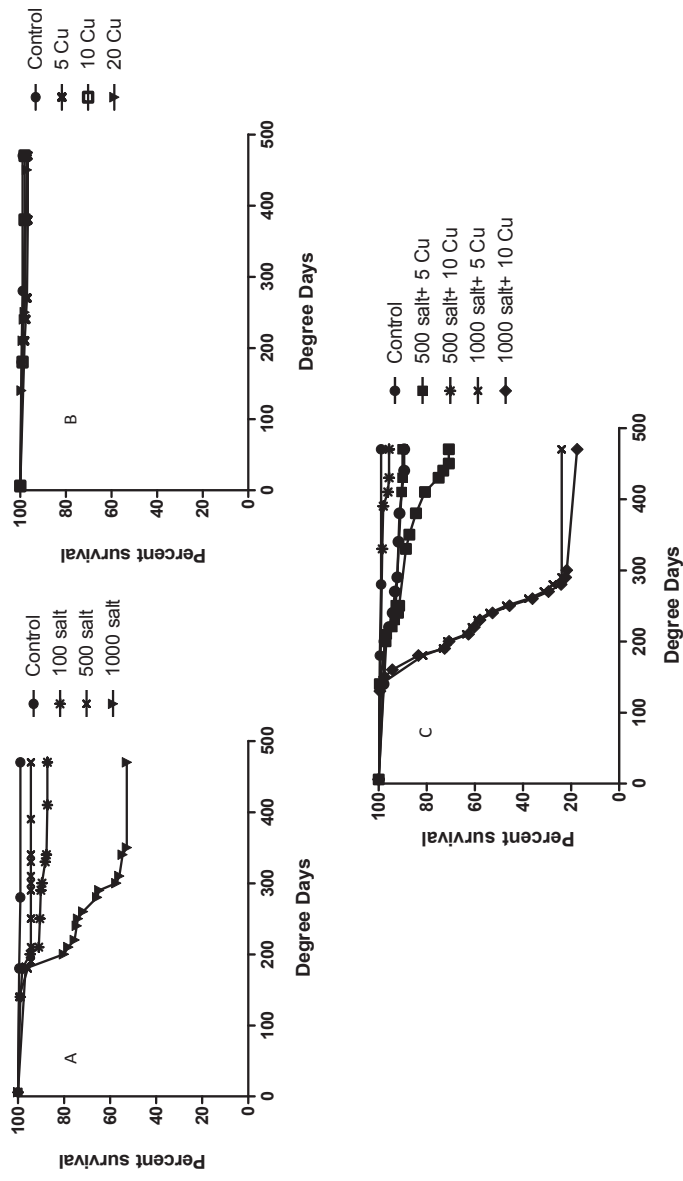 A
Percent survival
100
80
60
40
20
0
0 100 200 300 400 500
Degree Days
Control
100 salt
500 salt
1000 salt
B
Percent survival
100
80
60
40
20
0
0 100 200 300 400 500
Degree Days
Control
5 Cu
10 Cu
20 Cu
C
Percent survival
100
80
60
40
20
0
0 100 200 300 400 500
Degree Days
Control
500 salt+ 5 Cu
500 salt+ 10 Cu
1000 salt+ 5 Cu
1000 salt+ 10 Cu